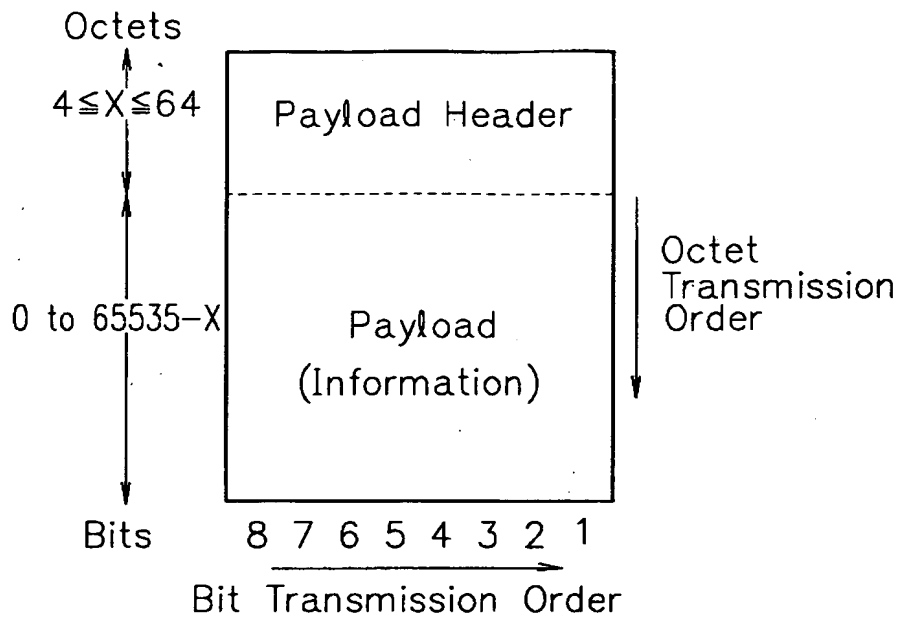 Octets
4≦X≦64
Payload Header
Octet
Transmission
Order
0 to 65535-X
Payload
(Information)
Bits 8 7 6 5 4 3 2 1
Bit Transmission Order